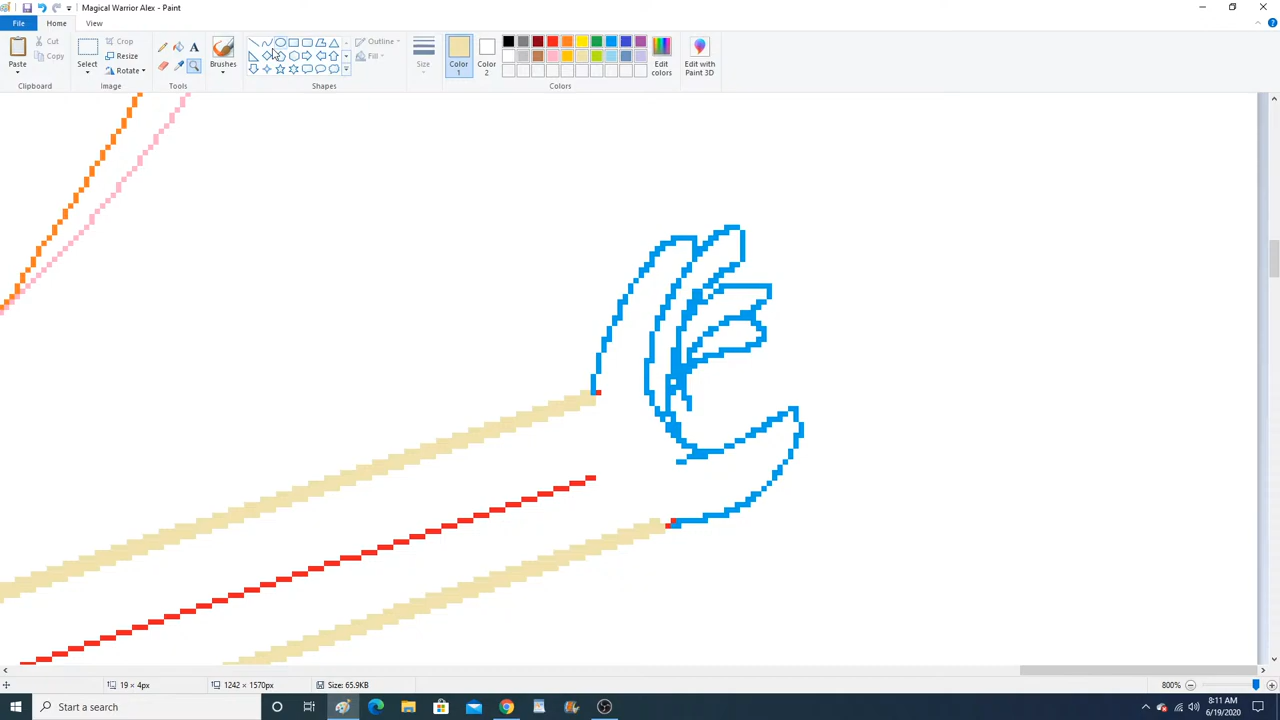 Magical Warrior Alex - Paint
File Home View
Paste Cut Copy
Clipboard
Select Crop Resize Rotate
Image
Tools
Brushes
Shapes
Outline Fill
Size
Color 1
Color 2
Edit colors
Colors
Edit with Paint 3D
19 × 4px 1242 × 1570px Size: 65.9KB 800%
Start a search
8:11 AM
6/19/2020